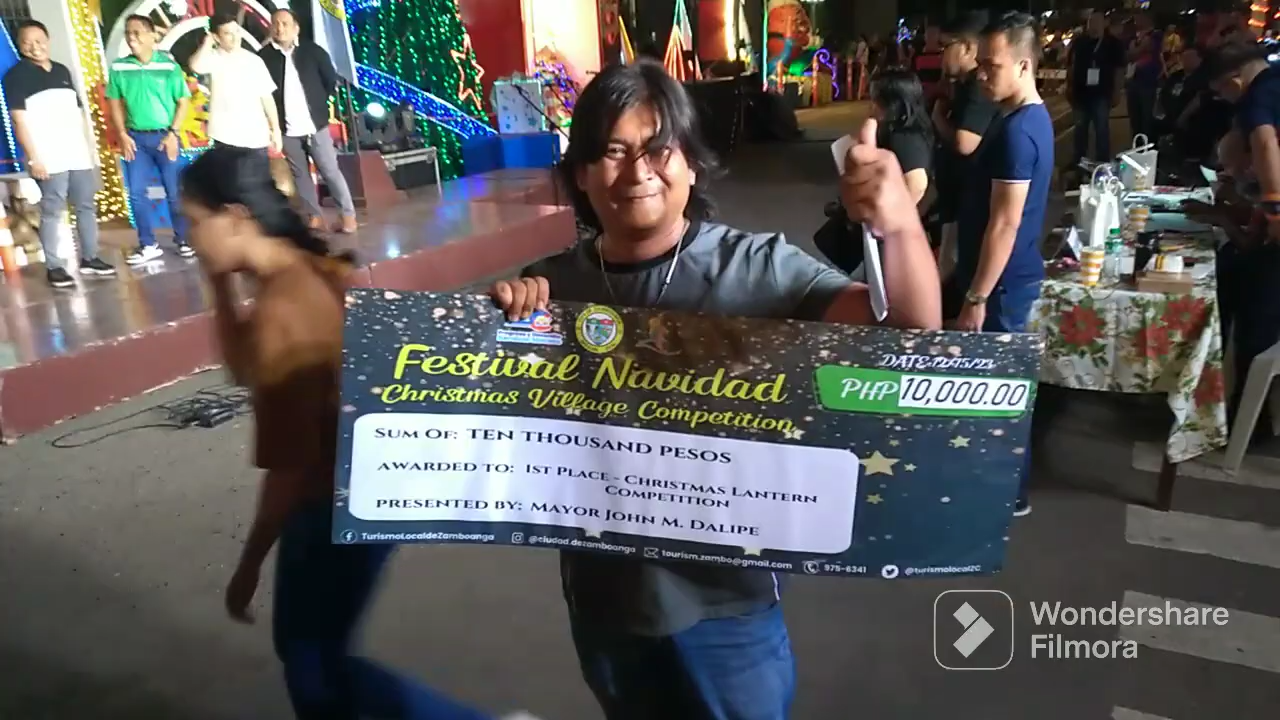 Festival Navidad
Christmas Village Competition
DATE: 12/15/23
PHP 10,000.00
SUM OF: TEN THOUSAND PESOS
AWARDED TO: 1ST PLACE - CHRISTMAS LANTERN
COMPETITION
PRESENTED BY: MAYOR JOHN M. DALIPE
TurismoLocaldeZamboanga @ciudad.dezamboanga tourism.zambo@gmail.com 975-6341 @turismolocalZC
Wondershare
Filmora